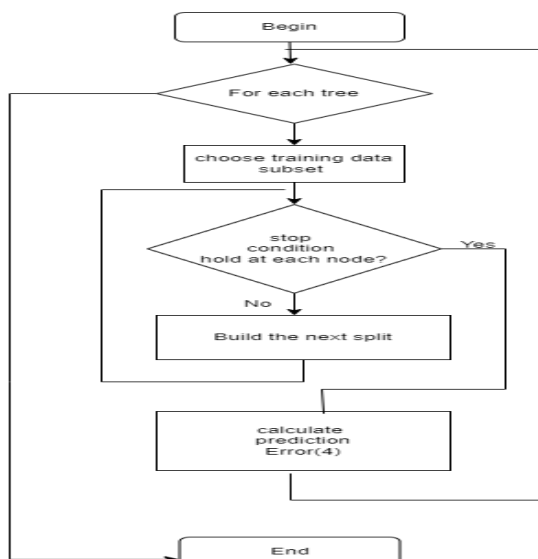 Begin
For each tree
choose training data
subset
stop
condition
hold at each node?
Yes
No
Build the next split
calculate
prediction
Error(4)
End